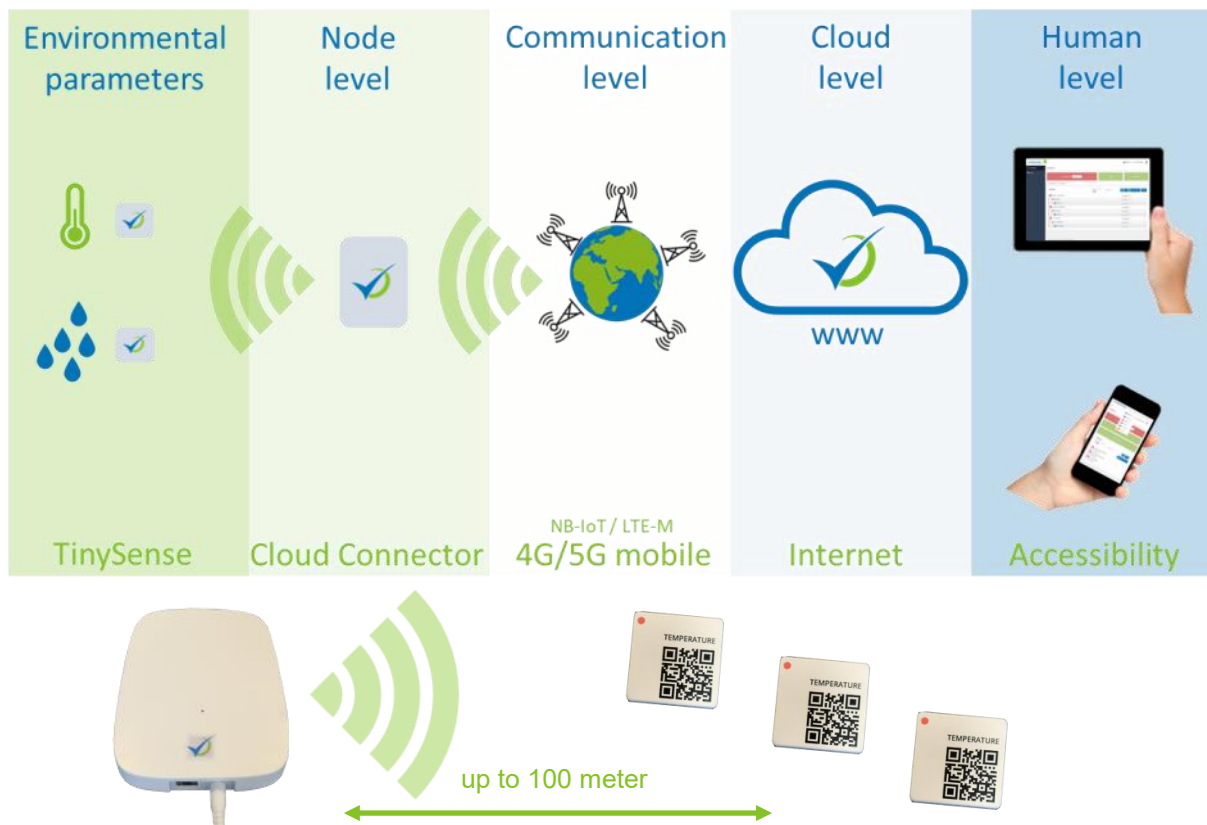 Environmental
parameters
Node
level
Communication
level
Cloud
level
Human
level
www
NB-IoT / LTE-M
TinySense
Cloud Connector
4G/5G mobile
Internet
Accessibility
TEMPERATURE
TEMPERATURE
TEMPERATURE
up to 100 meter